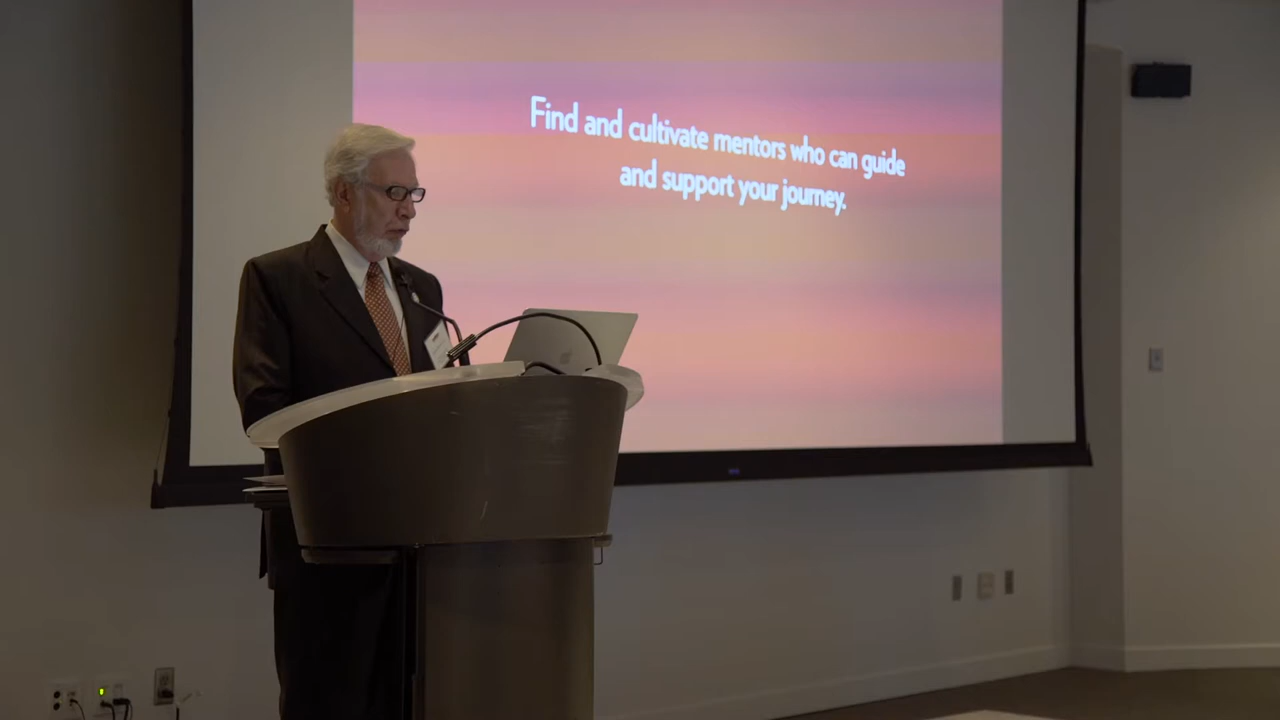 Find and cultivate mentors who can guide
and support your journey.